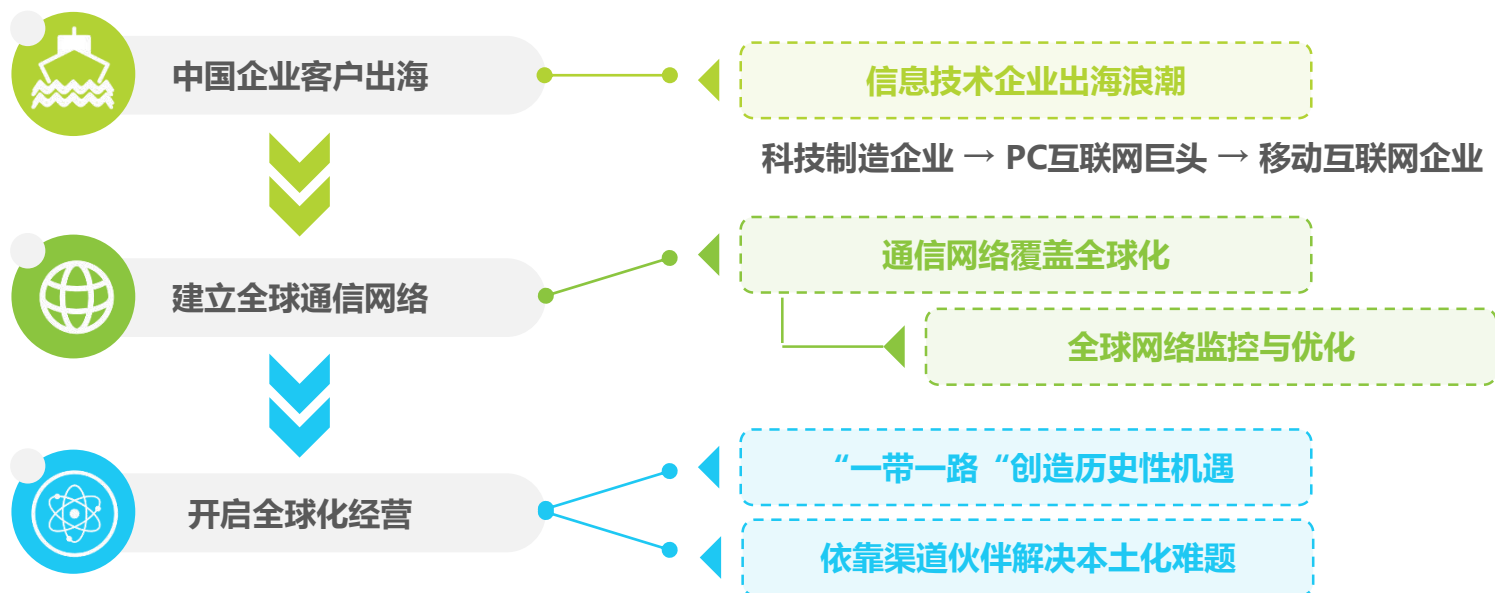 中国企业客户出海
信息技术企业出海浪潮
科技制造企业 → PC互联网巨头 → 移动互联网企业
建立全球通信网络
通信网络覆盖全球化
全球网络监控与优化
开启全球化经营
“一带一路“创造历史性机遇
依靠渠道伙伴解决本土化难题